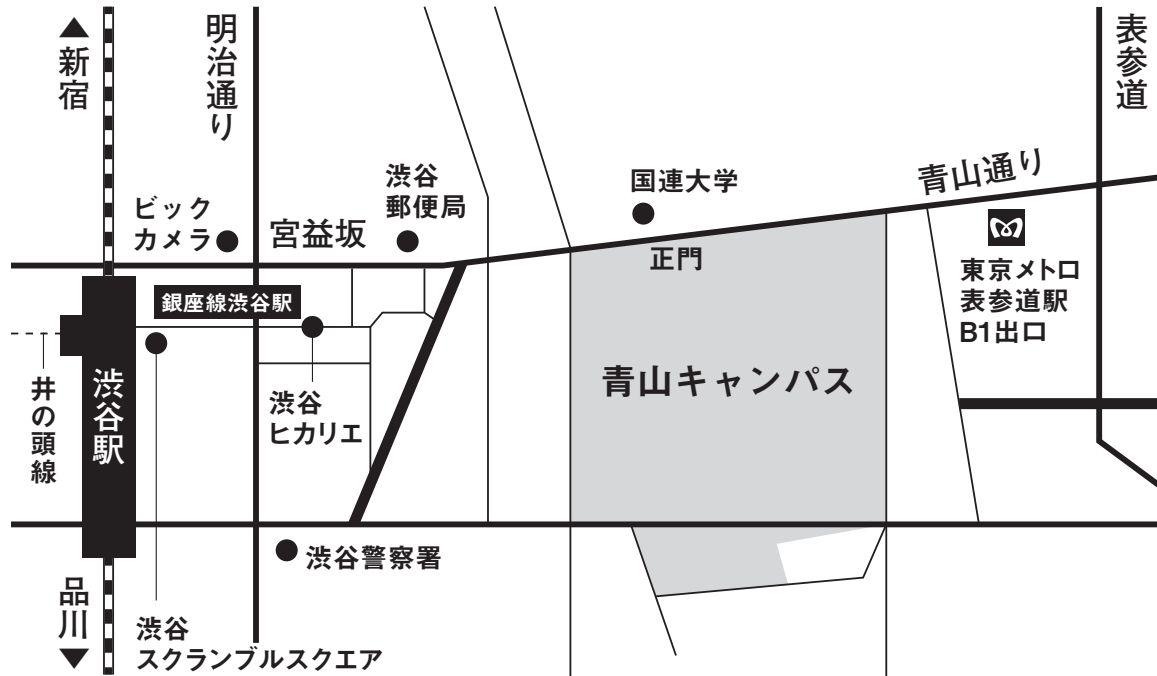 ▲新宿
明治通り
表参道
青山通り
国連大学
渋谷
郵便局
ビック
カメラ
宮益坂
正門
東京メトロ
表参道駅
B1出口
銀座線渋谷駅
青山キャンパス
井の頭線
渋谷駅
渋谷
ヒカリエ
渋谷警察署
品川▼
渋谷
スクランブルスクエア